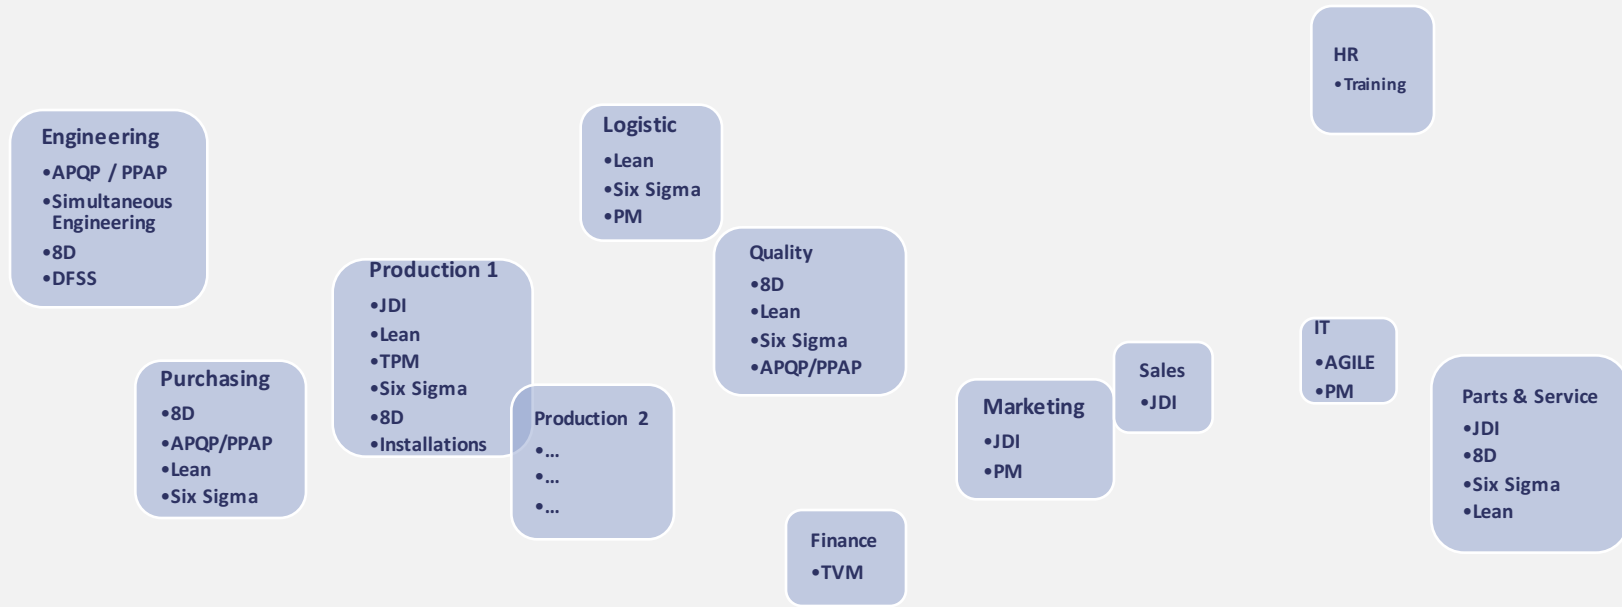 Engineering
•APQP / PPAP
•Simultaneous
Engineering
•8D
•DFSS
Purchasing
•8D
•APQP/PPAP
•Lean
•Six Sigma
Production 1
•JDI
•Lean
•TPM
•Six Sigma
•8D
•Installations
Production 2
•...
•...
•...
Logistic
•Lean
•Six Sigma
•PM
Quality
•8D
•Lean
•Six Sigma
•APQP/PPAP
Finance
•TVM
Marketing
•JDI
•PM
Sales
•JDI
HR
•Training
IT
•AGILE
•PM
Parts & Service
•JDI
•8D
•Six Sigma
•Lean